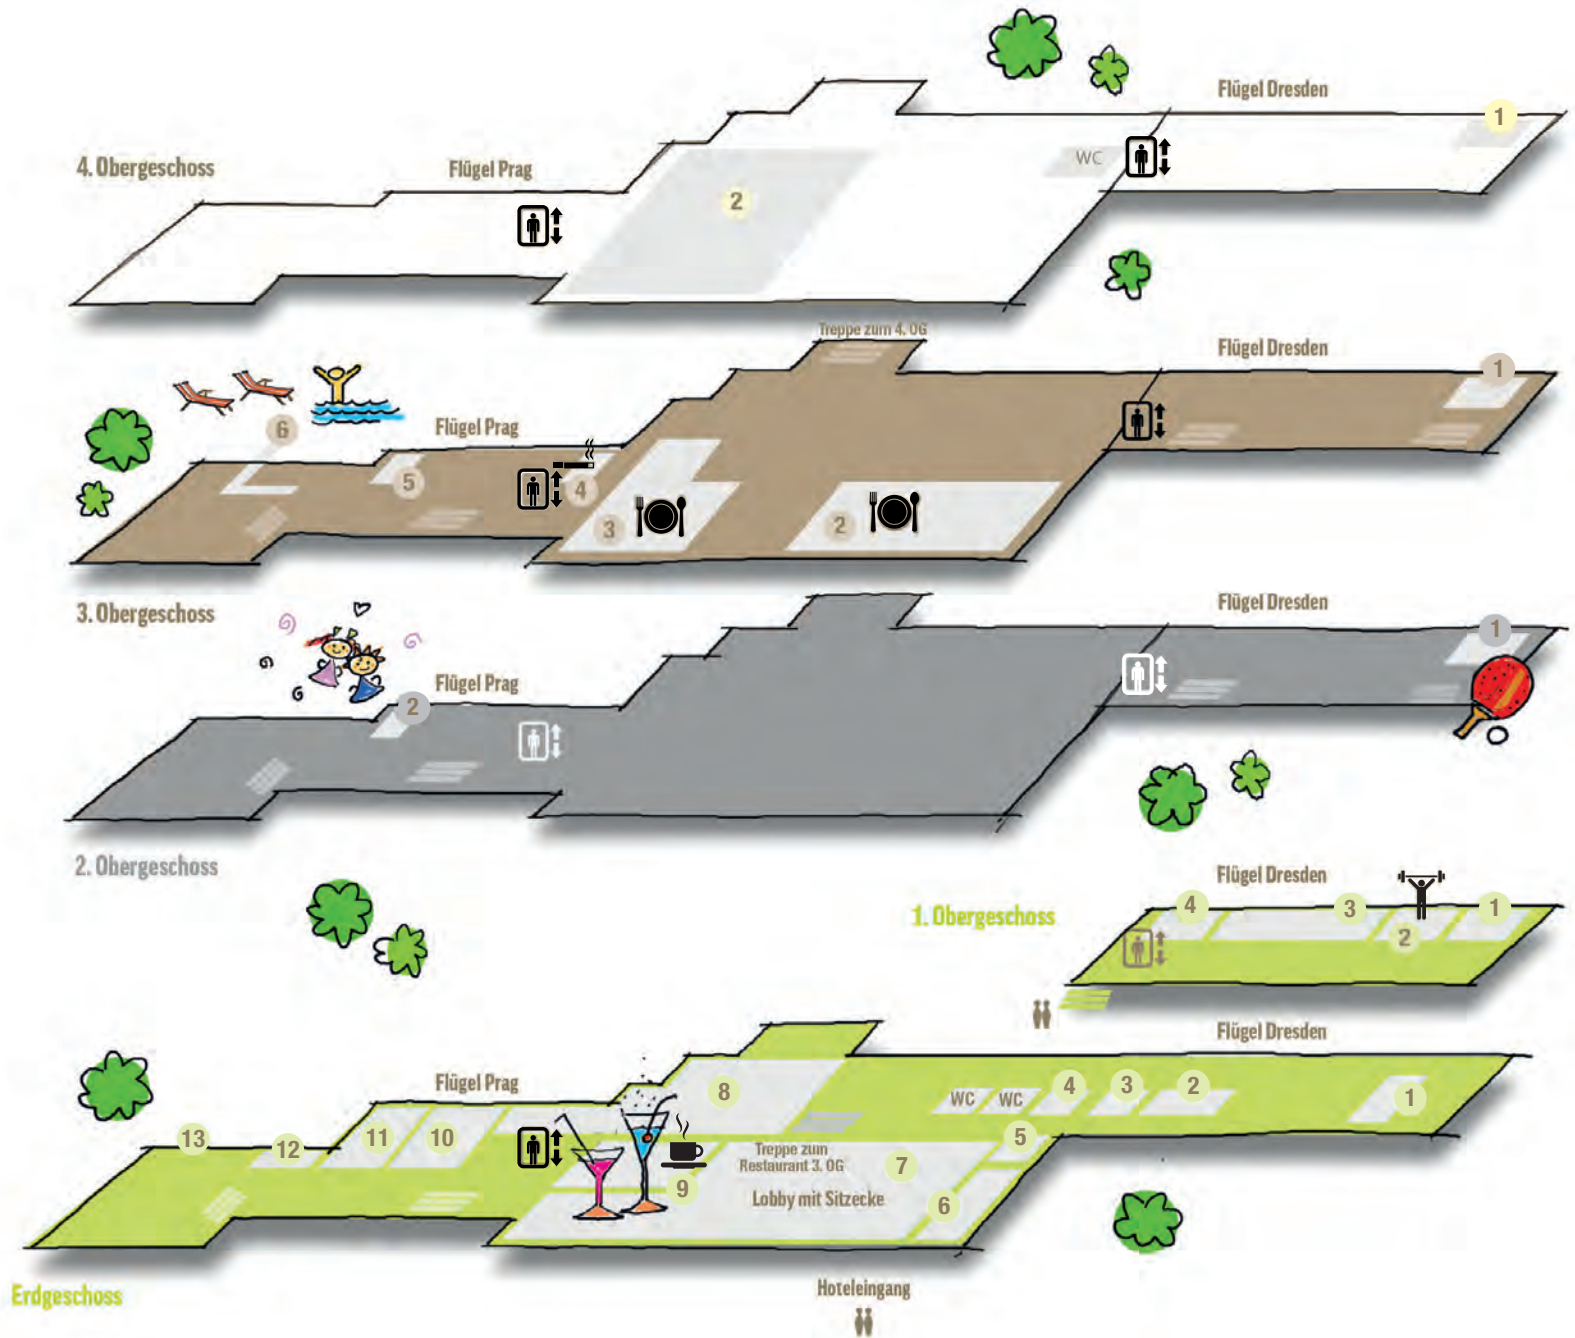 Flügel Dresden
1
4. Obergeschoss
Flügel Prag
WC
2
Treppe zum 4. OG
Flügel Dresden
1
6
Flügel Prag
5
4
3
2
3. Obergeschoss
Flügel Dresden
1
Flügel Prag
2
2. Obergeschoss
Flügel Dresden
1. Obergeschoss
4
3
2
1
Flügel Dresden
Flügel Prag
8
WC
WC
4
3
2
1
13
12
11
10
5
Treppe zum
Restaurant 3. OG
7
9
Lobby mit Sitzecke
6
Erdgeschoss
Hoteleingang